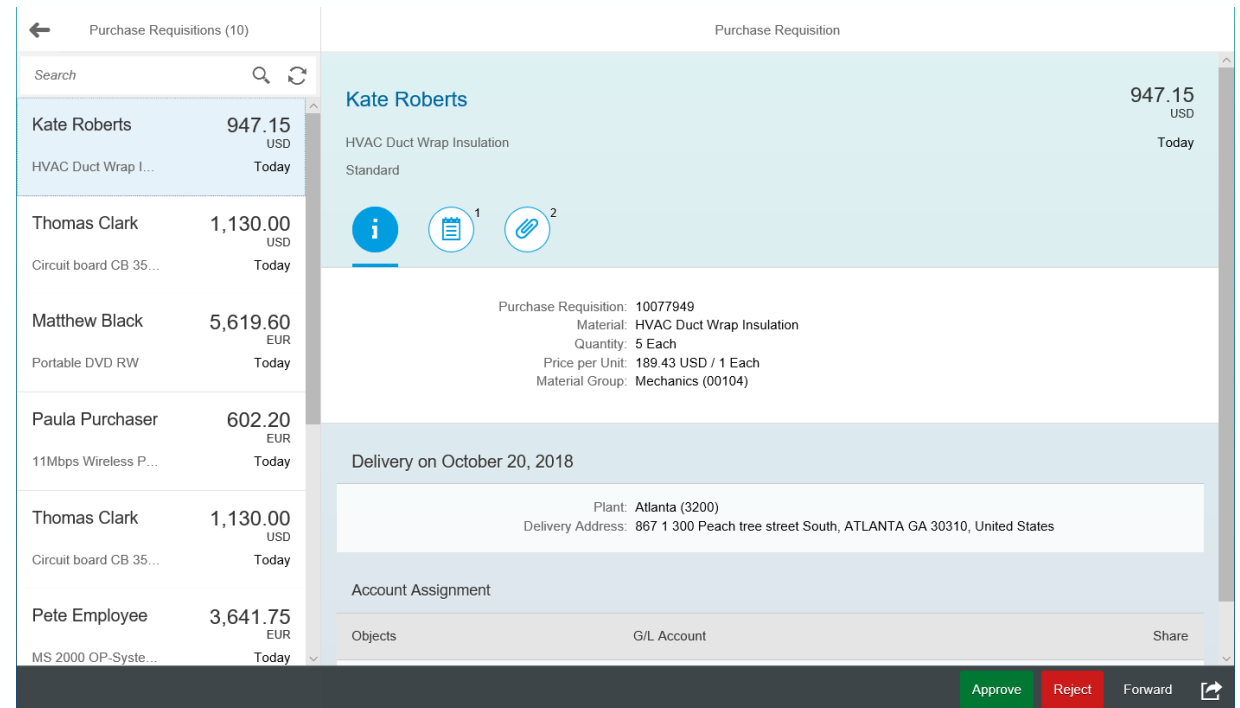 Purchase Requisitions (10)
Search
Kate Roberts 947.15
USD
HVAC Duct Wrap I... Today
Thomas Clark 1,130.00
USD
Circuit board CB 35... Today
Matthew Black 5,619.60
EUR
Portable DVD RW Today
Paula Purchaser 602.20
EUR
11Mbps Wireless P... Today
Thomas Clark 1,130.00
USD
Circuit board CB 35... Today
Pete Employee 3,641.75
EUR
MS 2000 OP-Syste... Today
Purchase Requisition
Kate Roberts 947.15
USD
HVAC Duct Wrap Insulation Today
Standard
i 1 2
Purchase Requisition: 10077949
Material: HVAC Duct Wrap Insulation
Quantity: 5 Each
Price per Unit: 189.43 USD / 1 Each
Material Group: Mechanics (00104)
Delivery on October 20, 2018
Plant: Atlanta (3200)
Delivery Address: 867 1 300 Peach tree street South, ATLANTA GA 30310, United States
Account Assignment
Objects G/L Account Share
Approve Reject Forward